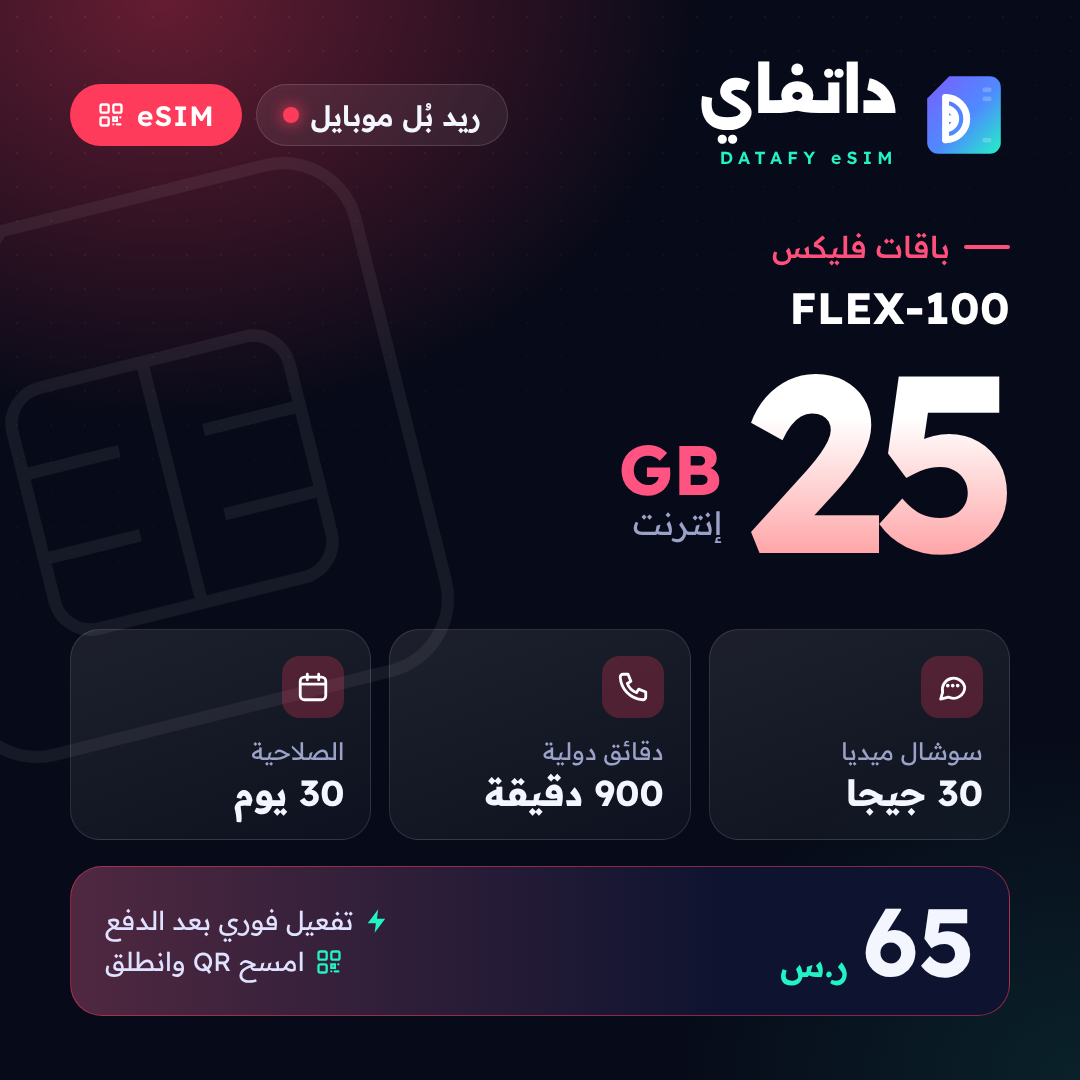 داتفاي
DATAFY eSIM
ريد بُل موبايل
eSIM
باقات فليكس
FLEX-100
25 GB
إنترنت
سوشال ميديا
30 جيجا
دقائق دولية
900 دقيقة
الصلاحية
30 يوم
65 ر.س
تفعيل فوري بعد الدفع
امسح QR وانطلق